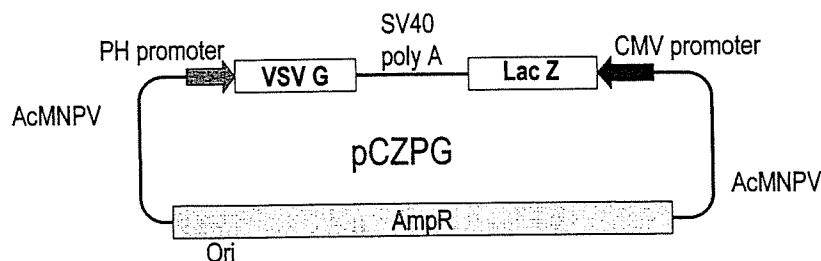 SV40
PH promoter
poly A
CMV promoter
VSV G
Lac Z
AcMNPV
pCZPG
AcMNPV
AmpR
Ori